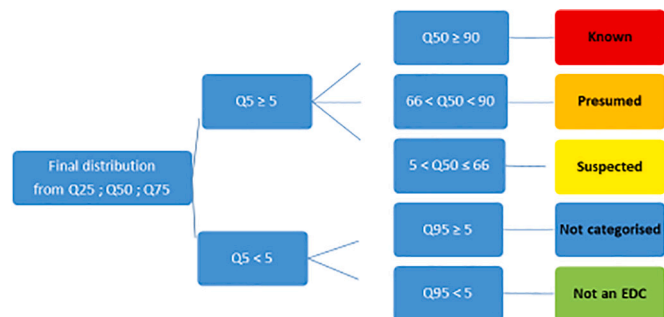 Final distribution
from Q25 ; Q50 ; Q75
Q5 ≥ 5
Q5 < 5
Q50 ≥ 90
Known
66 < Q50 < 90
Presumed
5 < Q50 ≤ 66
Suspected
Q95 ≥ 5
Not categorised
Q95 < 5
Not an EDC